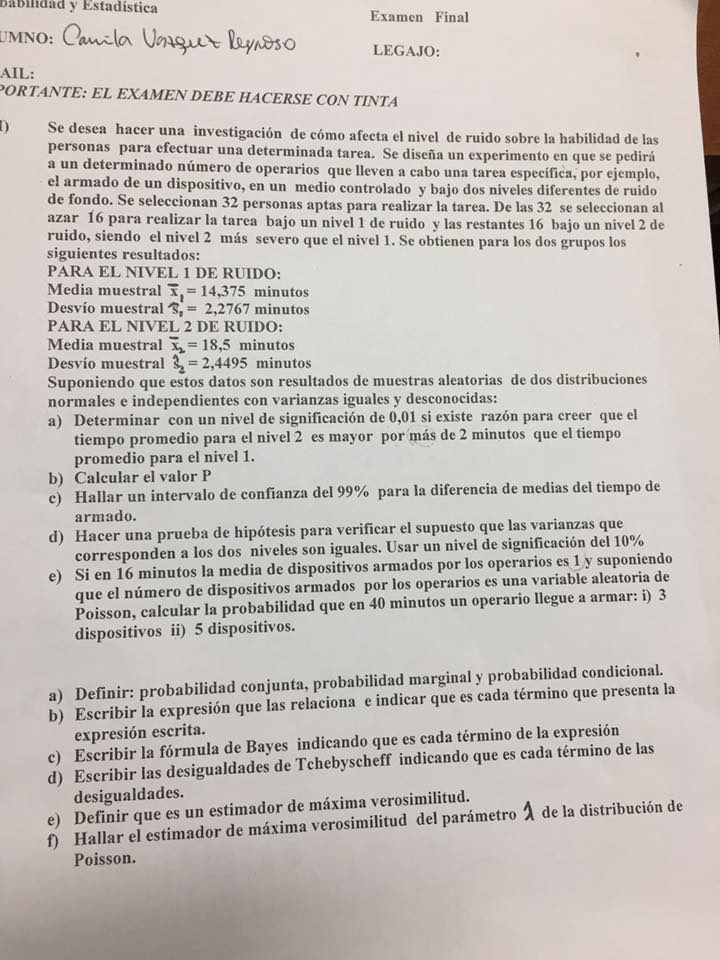 babilidad y Estadística
Examen Final
UMNO: Camila Vasquez Reynoso
LEGAJO:
AIL:
PORTANTE: EL EXAMEN DEBE HACERSE CON TINTA
I) Se desea hacer una investigación de cómo afecta el nivel de ruido sobre la habilidad de las
personas para efectuar una determinada tarea. Se diseña un experimento en que se pedirá
a un determinado número de operarios que lleven a cabo una tarea específica, por ejemplo,
el armado de un dispositivo, en un medio controlado y bajo dos niveles diferentes de ruido
de fondo. Se seleccionan 32 personas aptas para realizar la tarea. De las 32 se seleccionan al
azar 16 para realizar la tarea bajo un nivel 1 de ruido y las restantes 16 bajo un nivel 2 de
ruido, siendo el nivel 2 más severo que el nivel 1. Se obtienen para los dos grupos los
siguientes resultados:
PARA EL NIVEL 1 DE RUIDO:
Media muestral x̄₁ = 14,375 minutos
Desvío muestral ŝ₁ = 2,2767 minutos
PARA EL NIVEL 2 DE RUIDO:
Media muestral x̄₂ = 18,5 minutos
Desvío muestral ŝ₂ = 2,4495 minutos
Suponiendo que estos datos son resultados de muestras aleatorias de dos distribuciones
normales e independientes con varianzas iguales y desconocidas:
a) Determinar con un nivel de significación de 0,01 si existe razón para creer que el
tiempo promedio para el nivel 2 es mayor por más de 2 minutos que el tiempo
promedio para el nivel 1.
b) Calcular el valor P
c) Hallar un intervalo de confianza del 99% para la diferencia de medias del tiempo de
armado.
d) Hacer una prueba de hipótesis para verificar el supuesto que las varianzas que
corresponden a los dos niveles son iguales. Usar un nivel de significación del 10%
e) Si en 16 minutos la media de dispositivos armados por los operarios es 1 y suponiendo
que el número de dispositivos armados por los operarios es una variable aleatoria de
Poisson, calcular la probabilidad que en 40 minutos un operario llegue a armar: i) 3
dispositivos ii) 5 dispositivos.
a) Definir: probabilidad conjunta, probabilidad marginal y probabilidad condicional.
b) Escribir la expresión que las relaciona e indicar que es cada término que presenta la
expresión escrita.
c) Escribir la fórmula de Bayes indicando que es cada término de la expresión
d) Escribir las desigualdades de Tchebyscheff indicando que es cada término de las
desigualdades.
e) Definir que es un estimador de máxima verosimilitud.
f) Hallar el estimador de máxima verosimilitud del parámetro λ de la distribución de
Poisson.